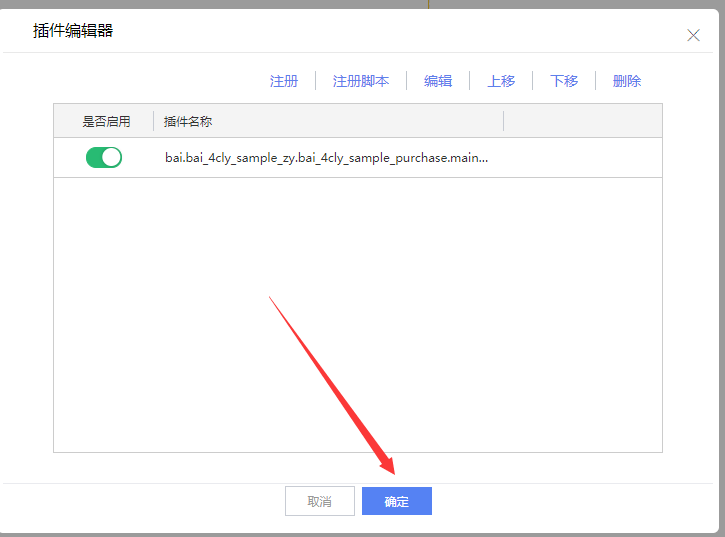 插件编辑器
注册 注册脚本 编辑 上移 下移 删除
是否启用 插件名称
bai.bai_4cly_sample_zy.bai_4cly_sample_purchase.main...
取消 确定